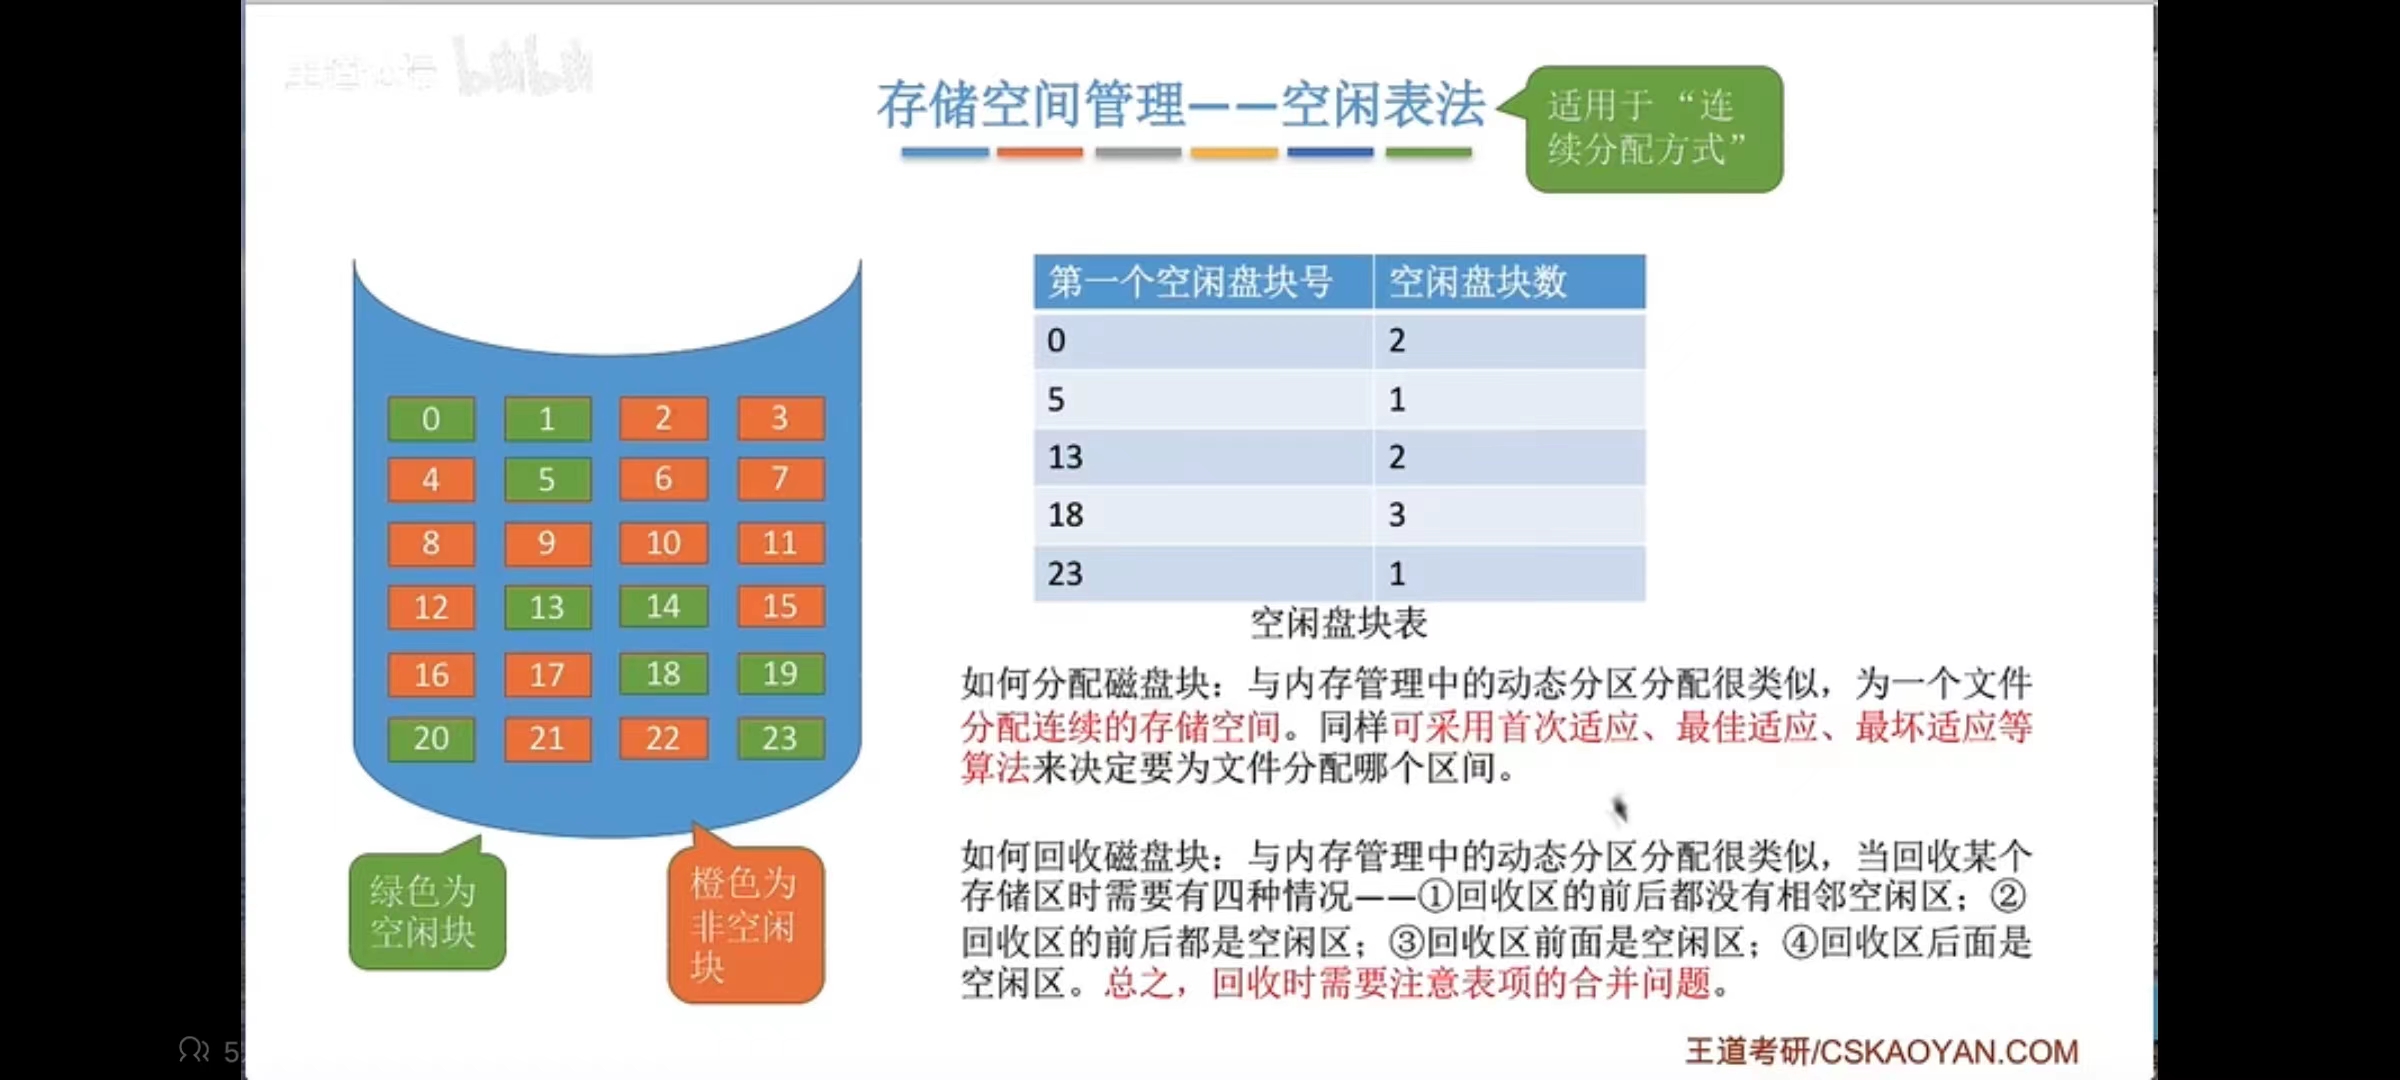 存储空间管理——空闲表法
适用于“连
续分配方式”
第一个空闲盘块号 空闲盘块数
0 2
5 1
13 2
18 3
23 1
空闲盘块表
0 1 2 3
4 5 6 7
8 9 10 11
12 13 14 15
16 17 18 19
20 21 22 23
绿色为
空闲块
橙色为
非空闲
块
如何分配磁盘块：与内存管理中的动态分区分配很类似，为一个文件
分配连续的存储空间。同样可采用首次适应、最佳适应、最坏适应等
算法来决定要为文件分配哪个区间。
如何回收磁盘块：与内存管理中的动态分区分配很类似，当回收某个
存储区时需要有四种情况——①回收区的前后都没有相邻空闲区；②
回收区的前后都是空闲区；③回收区前面是空闲区；④回收区后面是
空闲区。总之，回收时需要注意表项的合并问题。
王道考研/CSKAOYAN.COM